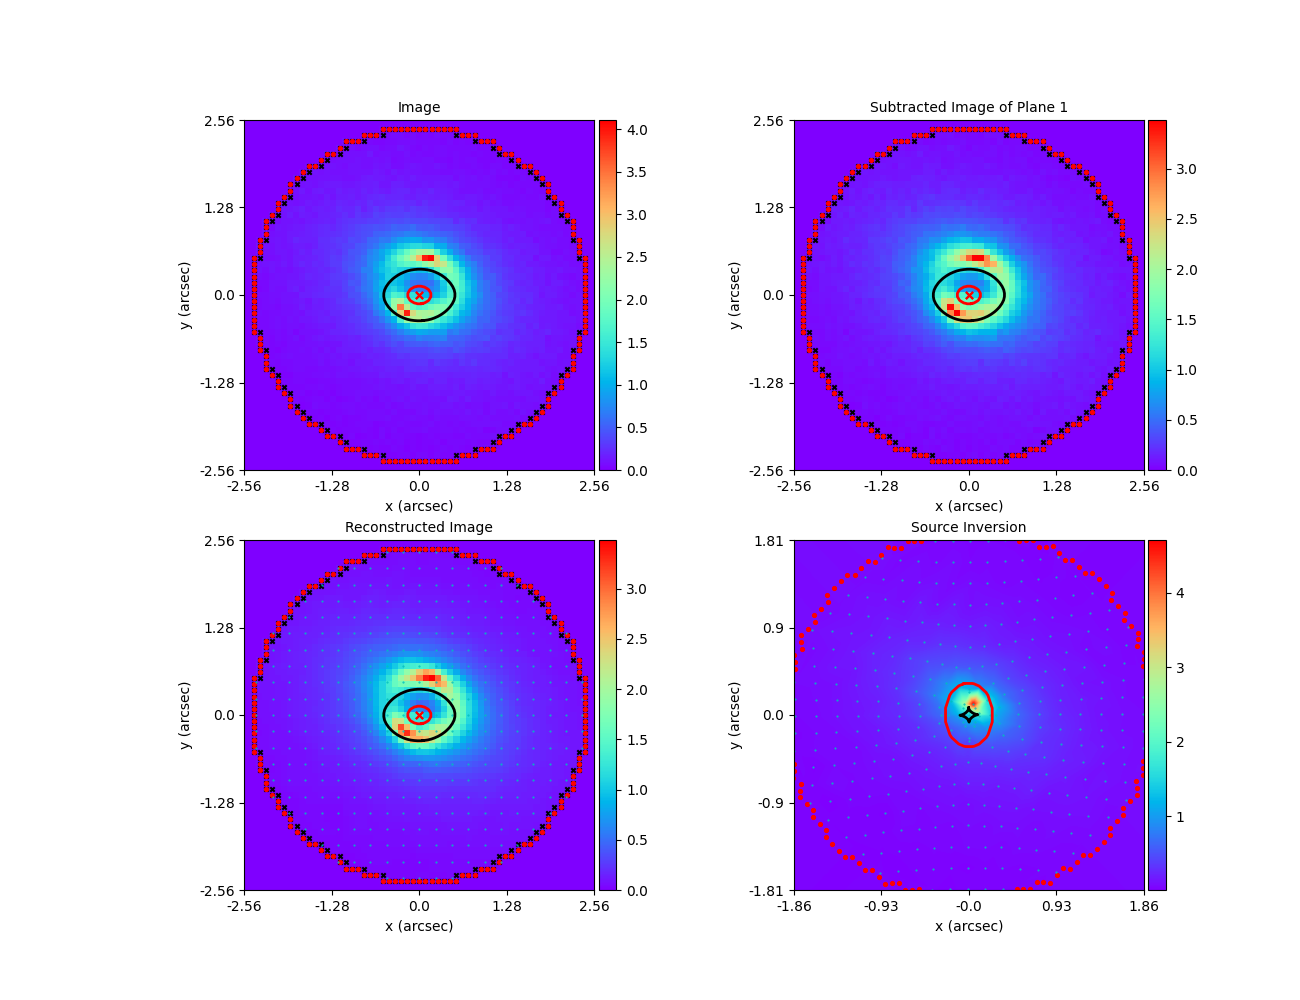 Image
2.56
1.28
0.0
-1.28
-2.56
y (arcsec)
-2.56 -1.28 0.0 1.28 2.56
x (arcsec)
4.0
3.5
3.0
2.5
2.0
1.5
1.0
0.5
0.0
Subtracted Image of Plane 1
2.56
1.28
0.0
-1.28
-2.56
y (arcsec)
-2.56 -1.28 0.0 1.28 2.56
x (arcsec)
3.0
2.5
2.0
1.5
1.0
0.5
0.0
Reconstructed Image
2.56
1.28
0.0
-1.28
-2.56
y (arcsec)
-2.56 -1.28 0.0 1.28 2.56
x (arcsec)
3.0
2.5
2.0
1.5
1.0
0.5
0.0
Source Inversion
1.81
0.9
0.0
-0.9
-1.81
y (arcsec)
-1.86 -0.93 -0.0 0.93 1.86
x (arcsec)
4
3
2
1